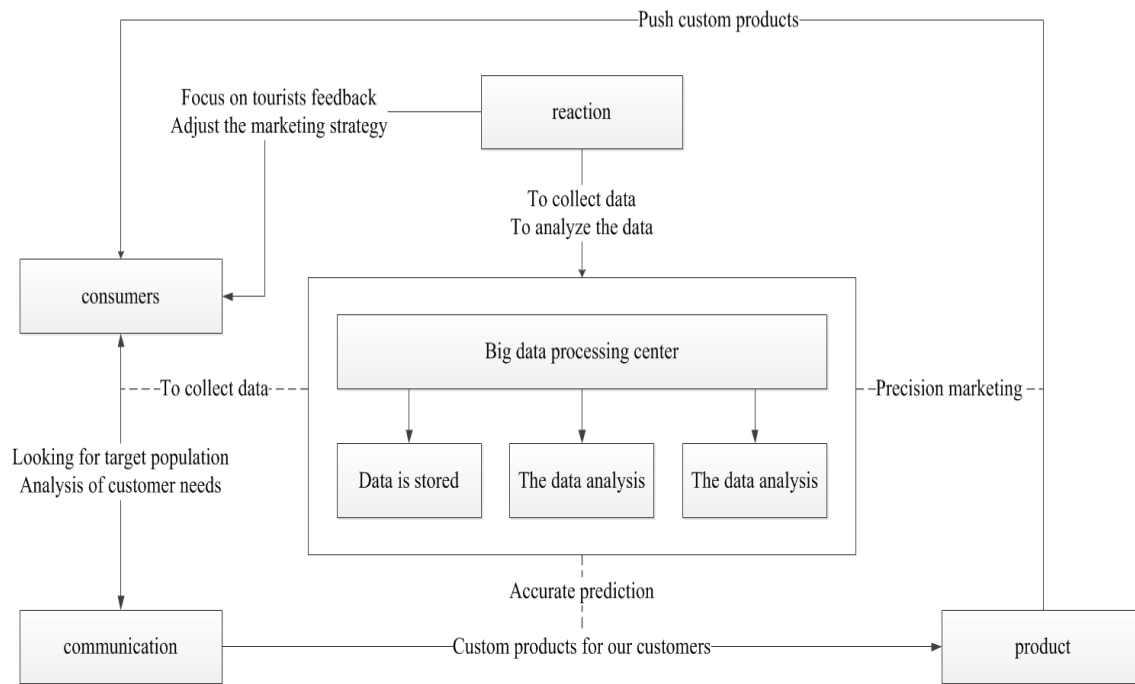 Push custom products
Focus on tourists feedback
Adjust the marketing strategy
reaction
To collect data
To analyze the data
consumers
Big data processing center
To collect data
Precision marketing
Looking for target population
Analysis of customer needs
Data is stored
The data analysis
The data analysis
Accurate prediction
communication
Custom products for our customers
product